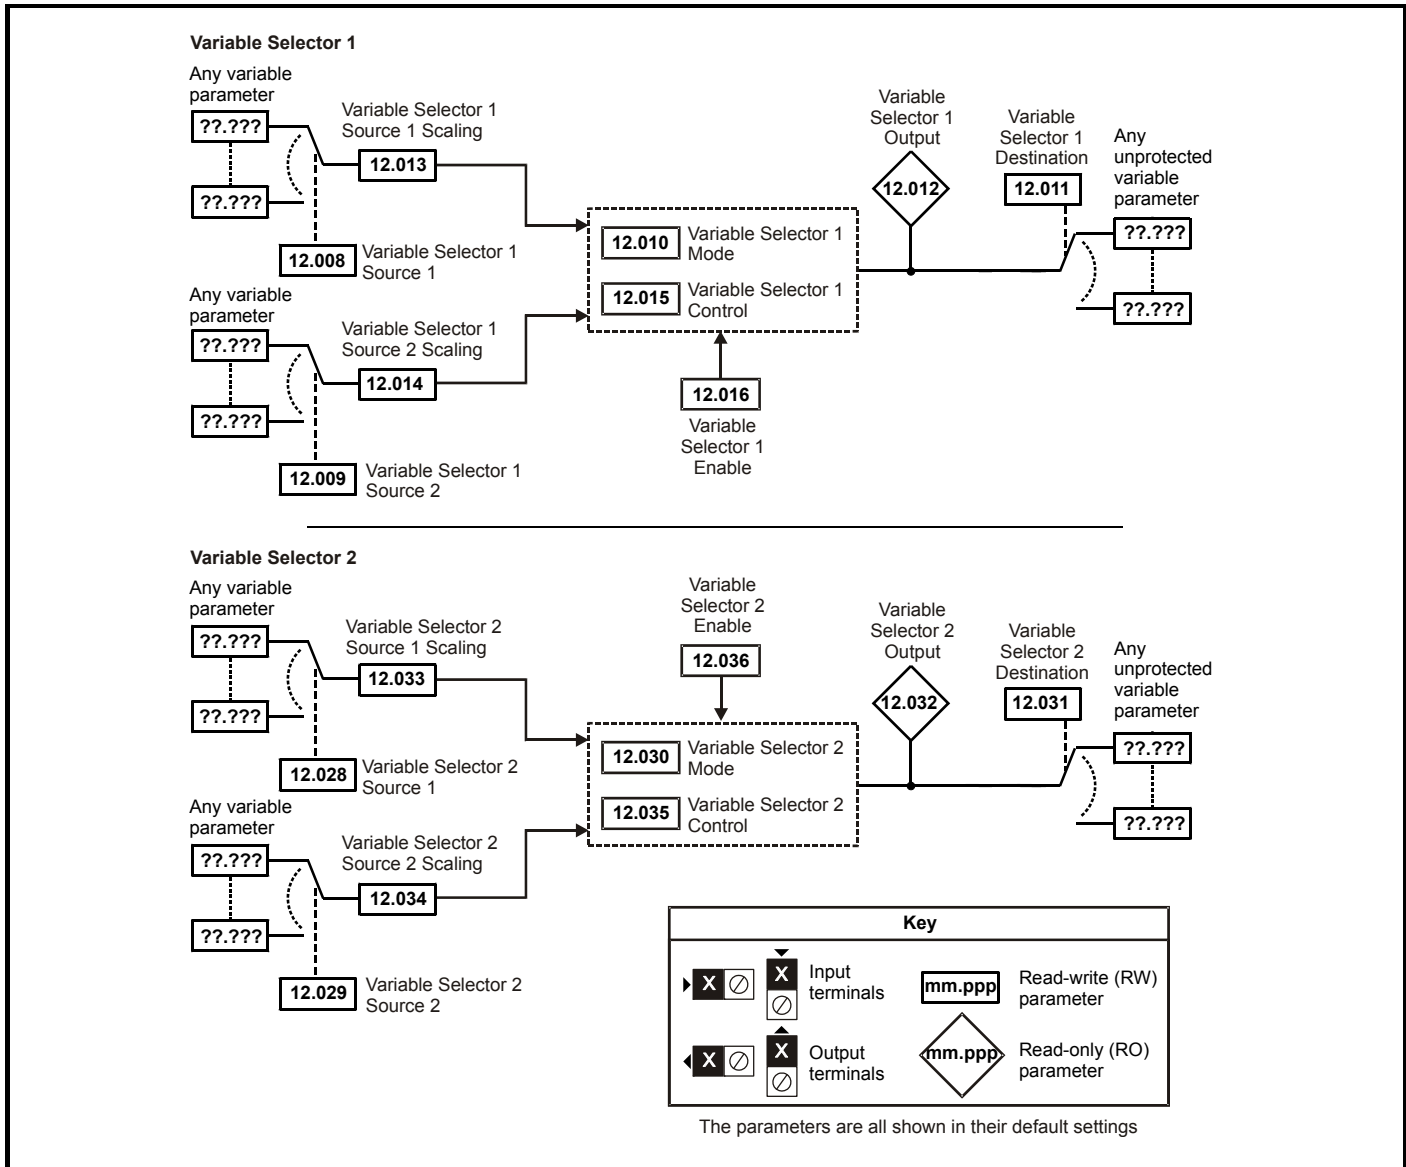 Variable Selector 1
Any variable
parameter
??.???
??.???
Variable Selector 1
Source 1 Scaling
12.013
12.008
Variable Selector 1
Source 1
Any variable
parameter
??.???
??.???
Variable Selector 1
Source 2 Scaling
12.014
12.009
Variable Selector 1
Source 2
12.010
Variable Selector 1
Mode
12.015
Variable Selector 1
Control
12.016
Variable
Selector 1
Enable
Variable
Selector 1
Output
12.012
Variable
Selector 1
Destination
12.011
Any
unprotected
variable
parameter
??.???
??.???
Variable Selector 2
Any variable
parameter
??.???
??.???
Variable Selector 2
Source 1 Scaling
12.033
12.028
Variable Selector 2
Source 1
Any variable
parameter
??.???
??.???
Variable Selector 2
Source 2 Scaling
12.034
12.029
Variable Selector 2
Source 2
Variable
Selector 2
Enable
12.036
12.030
Variable Selector 2
Mode
12.035
Variable Selector 2
Control
Variable
Selector 2
Output
12.032
Variable
Selector 2
Destination
12.031
Any
unprotected
variable
parameter
??.???
??.???
Key
X
X
Input
terminals
mm.ppp
Read-write (RW)
parameter
X
X
Output
terminals
mm.ppp
Read-only (RO)
parameter
The parameters are all shown in their default settings